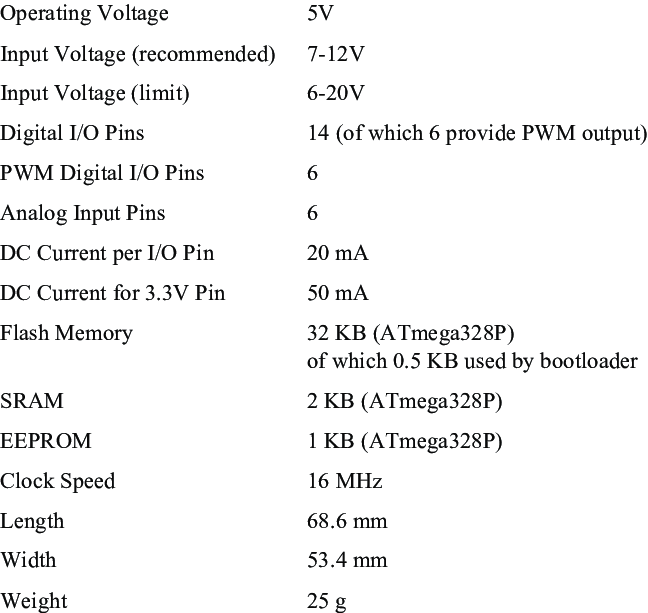 Operating Voltage 5V
Input Voltage (recommended) 7-12V
Input Voltage (limit) 6-20V
Digital I/O Pins 14 (of which 6 provide PWM output)
PWM Digital I/O Pins 6
Analog Input Pins 6
DC Current per I/O Pin 20 mA
DC Current for 3.3V Pin 50 mA
Flash Memory 32 KB (ATmega328P)
of which 0.5 KB used by bootloader
SRAM 2 KB (ATmega328P)
EEPROM 1 KB (ATmega328P)
Clock Speed 16 MHz
Length 68.6 mm
Width 53.4 mm
Weight 25 g